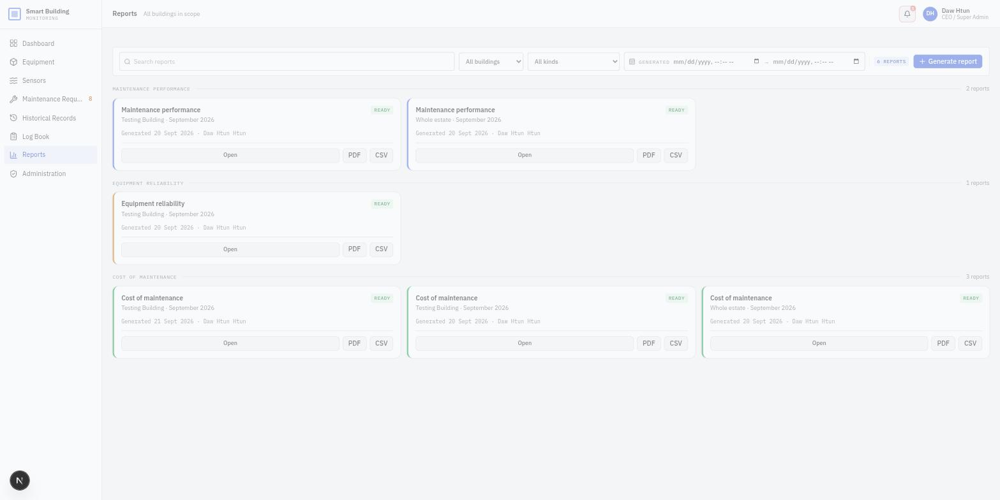 Smart Building
MONITORING
Reports All buildings in scope
DH
Daw Htun
CEO / Super Admin
Dashboard
Equipment
Sensors
Maintenance Requ... 8
Historical Records
Log Book
Reports
Administration
Search reports
All buildings
All kinds
GENERATED mm/dd/yyyy, --:-- -- → mm/dd/yyyy, --:-- --
6 REPORTS
+ Generate report
MAINTENANCE PERFORMANCE 2 reports
Maintenance performance READY
Testing Building · September 2026
Generated 20 Sept 2026 · Daw Htun Htun
Open PDF CSV
Maintenance performance READY
Whole estate · September 2026
Generated 20 Sept 2026 · Daw Htun Htun
Open PDF CSV
EQUIPMENT RELIABILITY 1 reports
Equipment reliability READY
Testing Building · September 2026
Generated 20 Sept 2026 · Daw Htun Htun
Open PDF CSV
COST OF MAINTENANCE 3 reports
Cost of maintenance READY
Testing Building · September 2026
Generated 21 Sept 2026 · Daw Htun Htun
Open PDF CSV
Cost of maintenance READY
Testing Building · September 2026
Generated 20 Sept 2026 · Daw Htun Htun
Open PDF CSV
Cost of maintenance READY
Whole estate · September 2026
Generated 20 Sept 2026 · Daw Htun Htun
Open PDF CSV
N